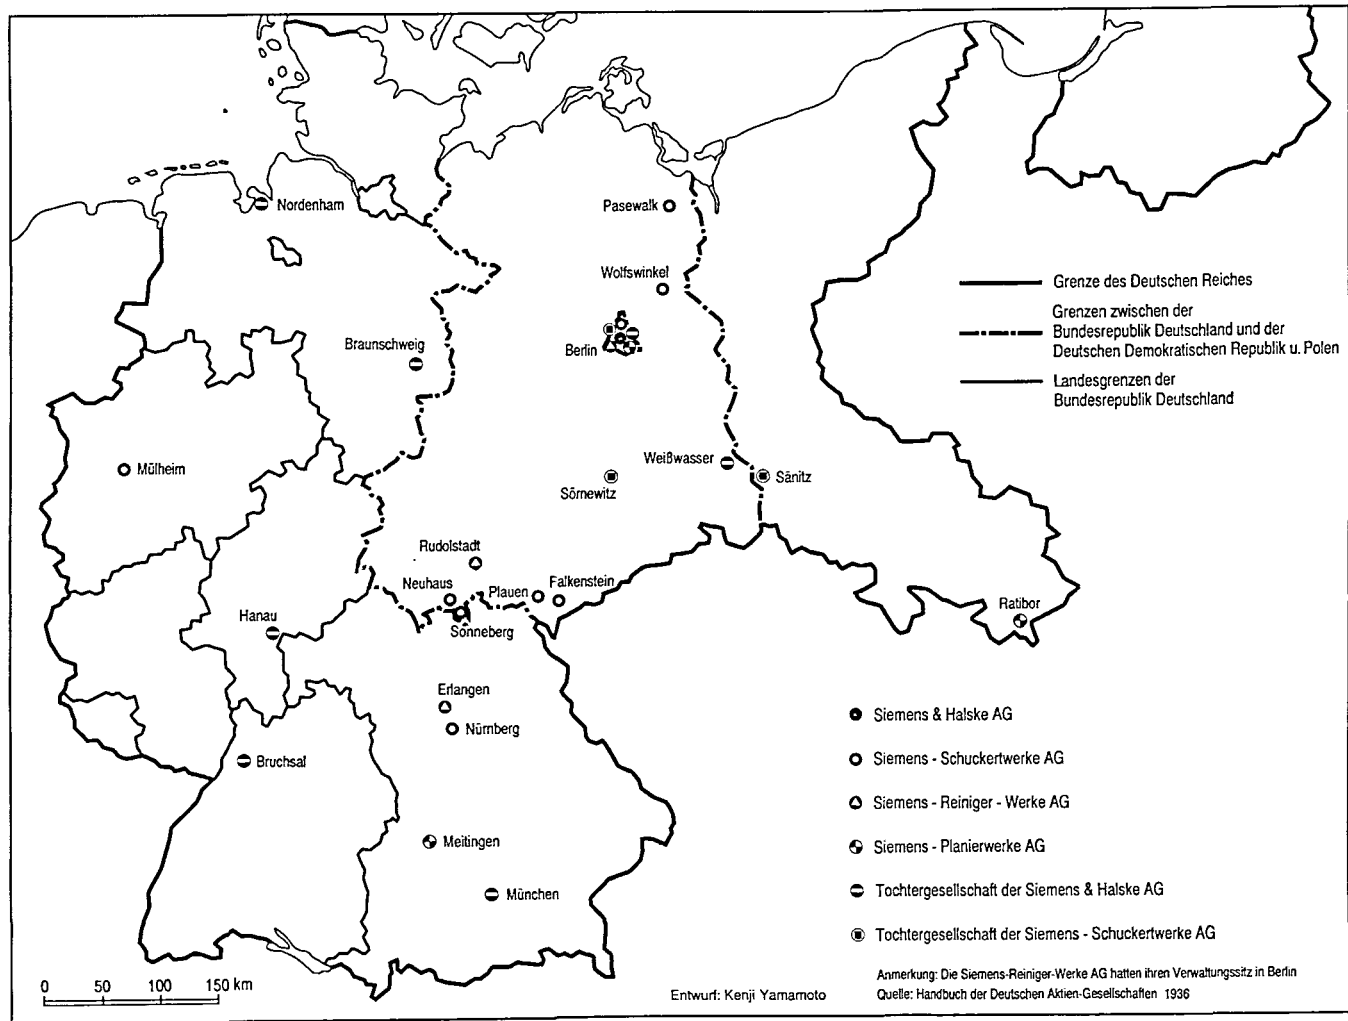 Nordenham
Pasewalk
Wolfswinkel
Berlin
Braunschweig
Mülheim
Weißwasser
Sänitz
Sörnewitz
Rudolstadt
Neuhaus
Plauen
Falkenstein
Sonneberg
Hanau
Ratibor
Erlangen
Nürnberg
Bruchsal
Meitingen
München
Grenze des Deutschen Reiches
Grenzen zwischen der
Bundesrepublik Deutschland und der
Deutschen Demokratischen Republik u. Polen
Landesgrenzen der
Bundesrepublik Deutschland
Siemens & Halske AG
Siemens - Schuckertwerke AG
Siemens - Reiniger - Werke AG
Siemens - Planierwerke AG
Tochtergesellschaft der Siemens & Halske AG
Tochtergesellschaft der Siemens - Schuckertwerke AG
Anmerkung: Die Siemens-Reiniger-Werke AG hatten ihren Verwaltungssitz in Berlin
Quelle: Handbuch der Deutschen Aktien-Gesellschaften 1936
Entwurf: Kenji Yamamoto
0 50 100 150 km